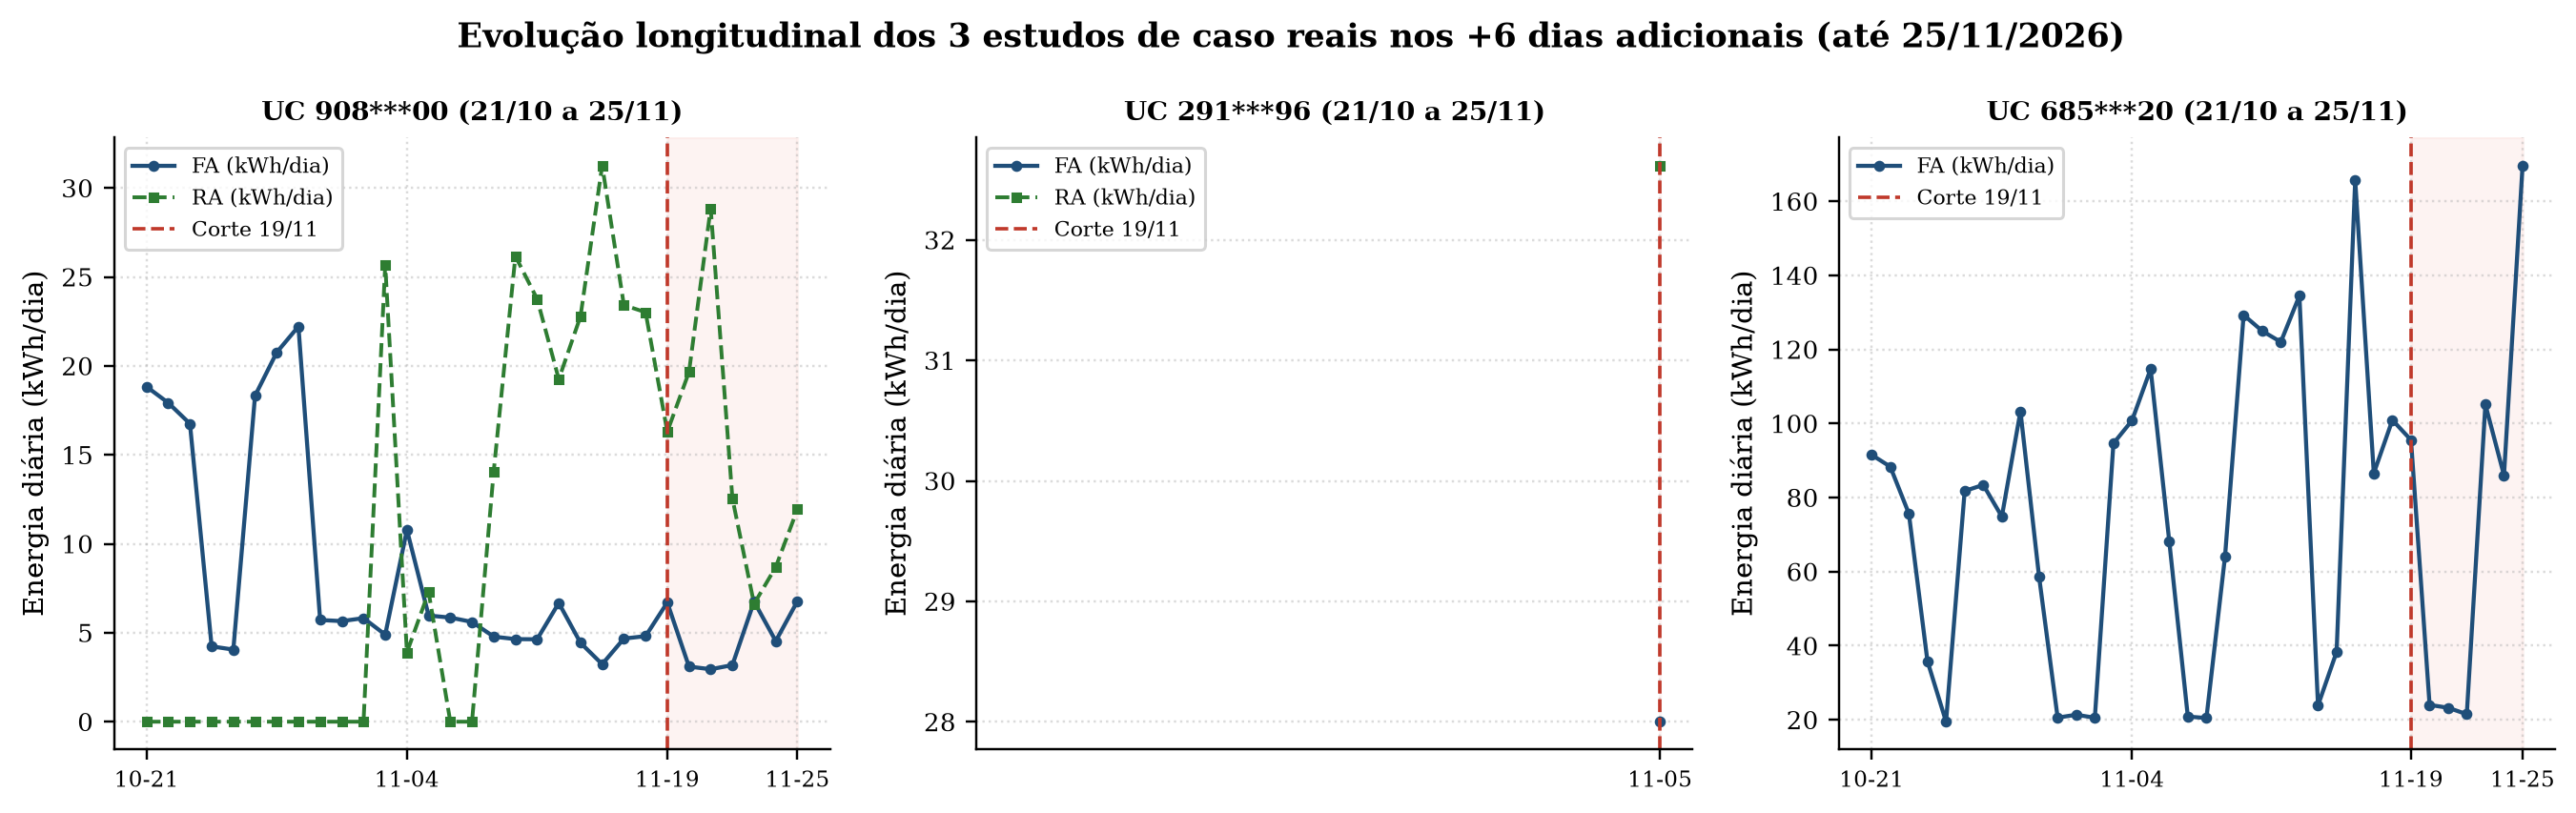 Evolução longitudinal dos 3 estudos de caso reais nos +6 dias adicionais (até 25/11/2026)
UC 908***00 (21/10 a 25/11)
FA (kWh/dia)
RA (kWh/dia)
Corte 19/11
Energia diária (kWh/dia)
30
25
20
15
10
5
0
10-21
11-04
11-19
11-25
UC 291***96 (21/10 a 25/11)
FA (kWh/dia)
RA (kWh/dia)
Corte 19/11
Energia diária (kWh/dia)
32
31
30
29
28
11-05
UC 685***20 (21/10 a 25/11)
FA (kWh/dia)
Corte 19/11
Energia diária (kWh/dia)
160
140
120
100
80
60
40
20
10-21
11-04
11-19
11-25